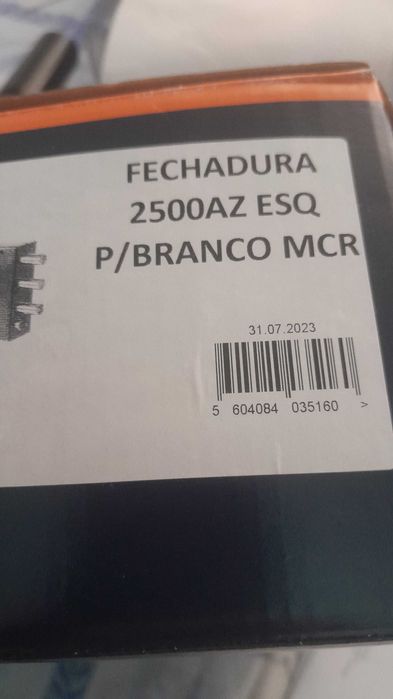 FECHADURA
2500AZ ESQ
P/BRANCO MCR
31.07.2023
5 604084 035160 >